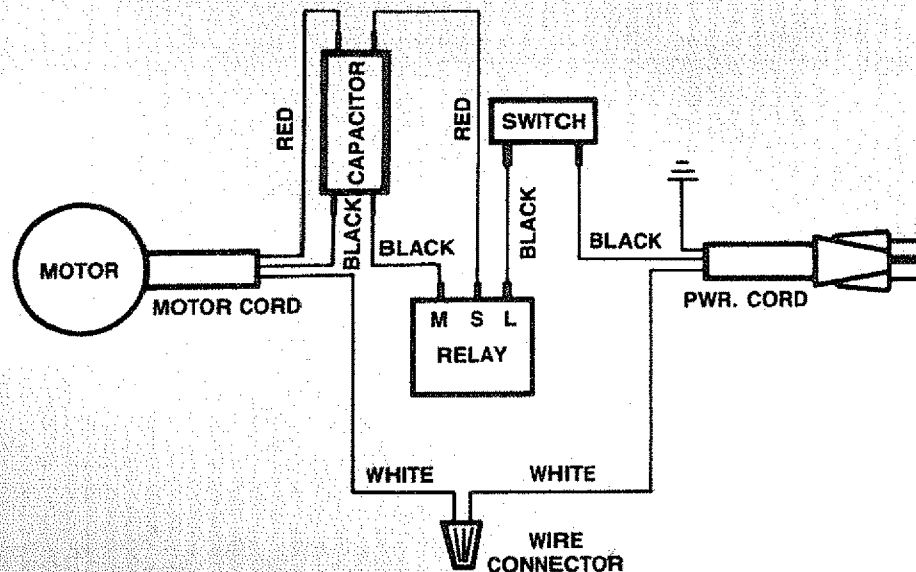 RED
CAPACITOR
RED
SWITCH
BLACK
BLACK
BLACK
BLACK
MOTOR
MOTOR CORD
PWR. CORD
M S L
RELAY
WHITE
WHITE
WIRE
CONNECTOR